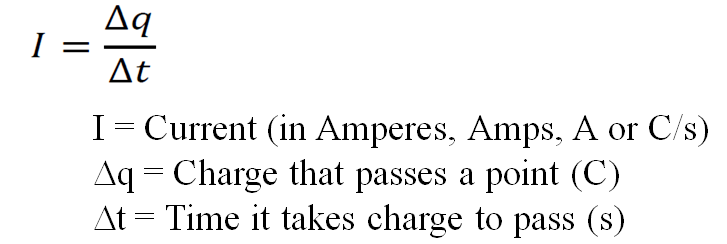 I = Δq / Δt
I = Current (in Amperes, Amps, A or C/s)
Δq = Charge that passes a point (C)
Δt = Time it takes charge to pass (s)